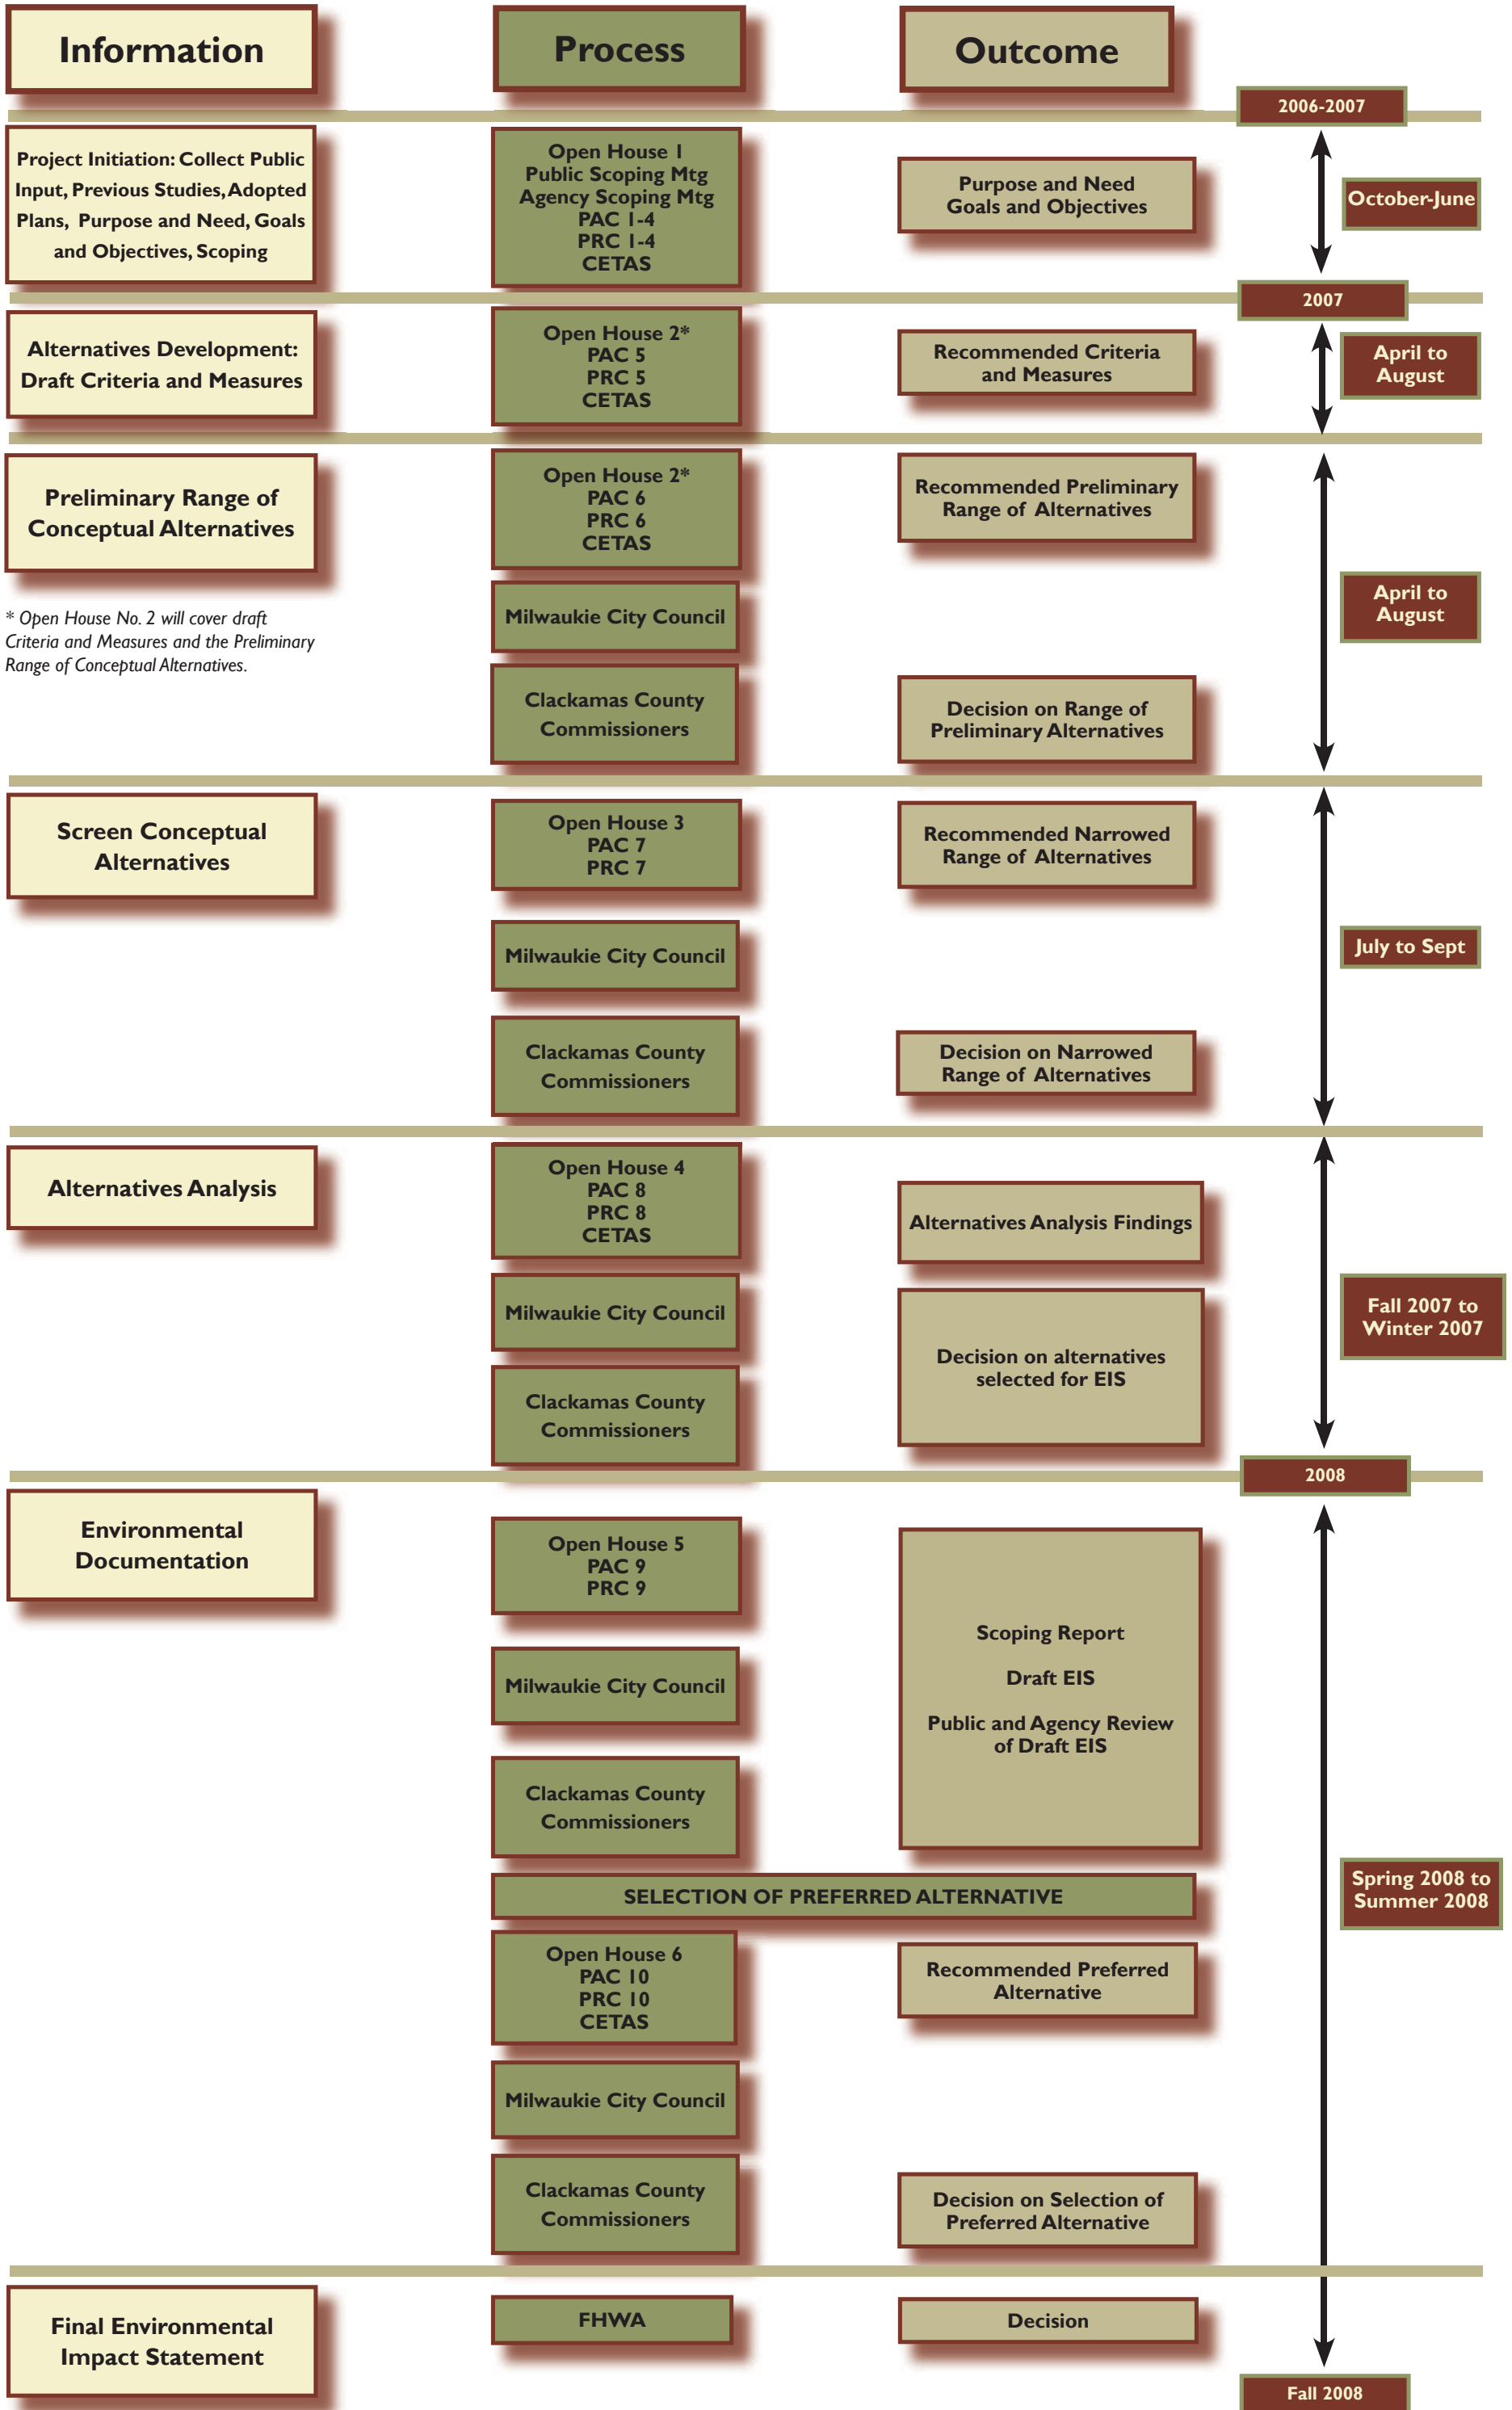 Information
Process
Outcome
2006-2007
Project Initiation: Collect Public
Input, Previous Studies, Adopted
Plans, Purpose and Need, Goals
and Objectives, Scoping
Open House 1
Public Scoping Mtg
Agency Scoping Mtg
PAC 1-4
PRC 1-4
CETAS
Purpose and Need
Goals and Objectives
October-June
2007
Alternatives Development:
Draft Criteria and Measures
Open House 2*
PAC 5
PRC 5
CETAS
Recommended Criteria
and Measures
April to
August
Preliminary Range of
Conceptual Alternatives
* Open House No. 2 will cover draft
Criteria and Measures and the Preliminary
Range of Conceptual Alternatives.
Open House 2*
PAC 6
PRC 6
CETAS
Recommended Preliminary
Range of Alternatives
Milwaukie City Council
April to
August
Clackamas County
Commissioners
Decision on Range of
Preliminary Alternatives
Screen Conceptual
Alternatives
Open House 3
PAC 7
PRC 7
Recommended Narrowed
Range of Alternatives
Milwaukie City Council
July to Sept
Clackamas County
Commissioners
Decision on Narrowed
Range of Alternatives
Alternatives Analysis
Open House 4
PAC 8
PRC 8
CETAS
Alternatives Analysis Findings
Milwaukie City Council
Fall 2007 to
Winter 2007
Clackamas County
Commissioners
Decision on alternatives
selected for EIS
2008
Environmental
Documentation
Open House 5
PAC 9
PRC 9
Milwaukie City Council
Clackamas County
Commissioners
Scoping Report
Draft EIS
Public and Agency Review
of Draft EIS
SELECTION OF PREFERRED ALTERNATIVE
Spring 2008 to
Summer 2008
Open House 6
PAC 10
PRC 10
CETAS
Recommended Preferred
Alternative
Milwaukie City Council
Clackamas County
Commissioners
Decision on Selection of
Preferred Alternative
Final Environmental
Impact Statement
FHWA
Decision
Fall 2008